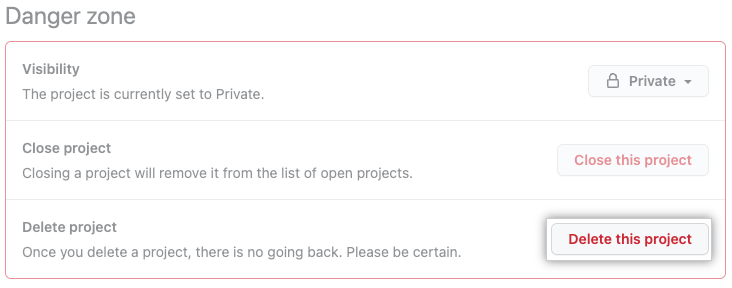 Danger zone
Visibility
The project is currently set to Private.
Private
Close project
Closing a project will remove it from the list of open projects.
Close this project
Delete project
Once you delete a project, there is no going back. Please be certain.
Delete this project